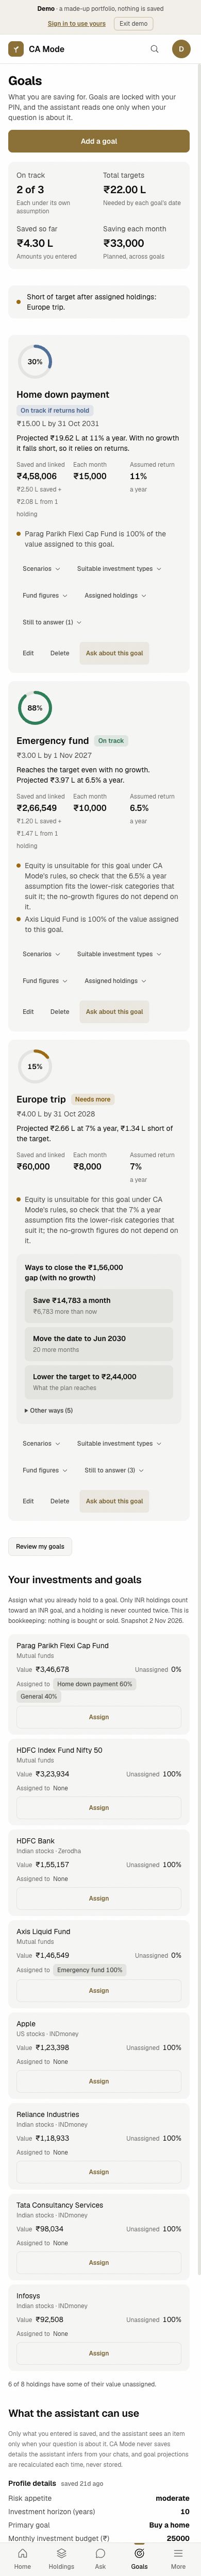 Demo · a made-up portfolio, nothing is saved
Sign in to use yours Exit demo
CA Mode D
Goals
What you are saving for. Goals are locked with your
PIN, and the assistant reads one only when your
question is about it.
Add a goal
On track Total targets
2 of 3 ₹22.00 L
Each under its own Needed by each goal's date
assumption
Saved so far Saving each month
₹4.30 L ₹33,000
Amounts you entered Planned, across goals
Short of target after assigned holdings:
Europe trip.
30%
Home down payment
On track if returns hold
₹15.00 L by 31 Oct 2031
Projected ₹19.62 L at 11% a year. With no growth
it falls short, so it relies on returns.
Saved and linked Each month Assumed return
₹4,58,006 ₹15,000 11%
₹2.50 L saved + a year
₹2.08 L from 1
holding
Parag Parikh Flexi Cap Fund is 100% of the
value assigned to this goal.
Scenarios Suitable investment types
Fund figures Assigned holdings
Still to answer (1)
Edit Delete Ask about this goal
88%
Emergency fund On track
₹3.00 L by 1 Nov 2027
Reaches the target even with no growth.
Projected ₹3.97 L at 6.5% a year.
Saved and linked Each month Assumed return
₹2,66,549 ₹10,000 6.5%
₹1.20 L saved + a year
₹1.47 L from 1
holding
Equity is unsuitable for this goal under CA
Mode's rules, so check that the 6.5% a year
assumption fits the lower-risk categories that
suit it; the no-growth figures do not depend on
it.
Axis Liquid Fund is 100% of the value assigned
to this goal.
Scenarios Suitable investment types
Fund figures Assigned holdings
Edit Delete Ask about this goal
15%
Europe trip Needs more
₹4.00 L by 31 Oct 2028
Projected ₹2.66 L at 7% a year, ₹1.34 L short of
the target.
Saved and linked Each month Assumed return
₹60,000 ₹8,000 7%
a year
Equity is unsuitable for this goal under CA
Mode's rules, so check that the 7% a year
assumption fits the lower-risk categories that
suit it; the no-growth figures do not depend on
it.
Ways to close the ₹1,56,000
gap (with no growth)
Save ₹14,783 a month
₹6,783 more than now
Move the date to Jun 2030
20 more months
Lower the target to ₹2,44,000
What the plan reaches
Other ways (5)
Scenarios Suitable investment types
Fund figures Still to answer (3)
Edit Delete Ask about this goal
Review my goals
Your investments and goals
Assign what you already hold to a goal. Only INR holdings count
toward an INR goal, and a holding is never counted twice. This is
bookkeeping: nothing is bought or sold. Snapshot 2 Nov 2026.
Parag Parikh Flexi Cap Fund
Mutual funds
Value ₹3,46,678 Unassigned 0%
Assigned to Home down payment 60%
General 40%
Assign
HDFC Index Fund Nifty 50
Mutual funds
Value ₹3,23,934 Unassigned 100%
Assigned to None
Assign
HDFC Bank
Indian stocks · Zerodha
Value ₹1,55,157 Unassigned 100%
Assigned to None
Assign
Axis Liquid Fund
Mutual funds
Value ₹1,46,549 Unassigned 0%
Assigned to Emergency fund 100%
Assign
Apple
US stocks · INDmoney
Value ₹1,23,398 Unassigned 100%
Assigned to None
Assign
Reliance Industries
Indian stocks · INDmoney
Value ₹1,18,933 Unassigned 100%
Assigned to None
Assign
Tata Consultancy Services
Indian stocks · INDmoney
Value ₹98,034 Unassigned 100%
Assigned to None
Assign
Infosys
Indian stocks · INDmoney
Value ₹92,508 Unassigned 100%
Assigned to None
Assign
6 of 8 holdings have some of their value unassigned.
What the assistant can use
Only what you entered is saved, and the assistant sees an item
only when your question is about it. CA Mode never saves
details the assistant infers from your chats, and goal projections
are recalculated each time, never stored.
Profile details saved 21d ago
Risk appetite moderate
Investment horizon (years) 10
Primary goal Buy a home
Monthly investment budget (₹) 25000
Home Holdings Ask Goals More